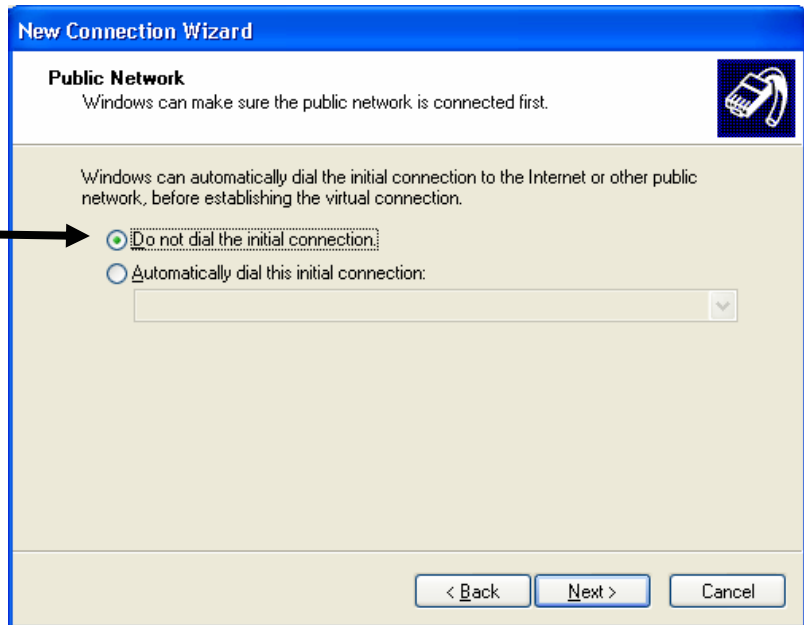 New Connection Wizard
Public Network
Windows can make sure the public network is connected first.
Windows can automatically dial the initial connection to the Internet or other public
network, before establishing the virtual connection.
Do not dial the initial connection.
Automatically dial this initial connection:
< Back
Next >
Cancel